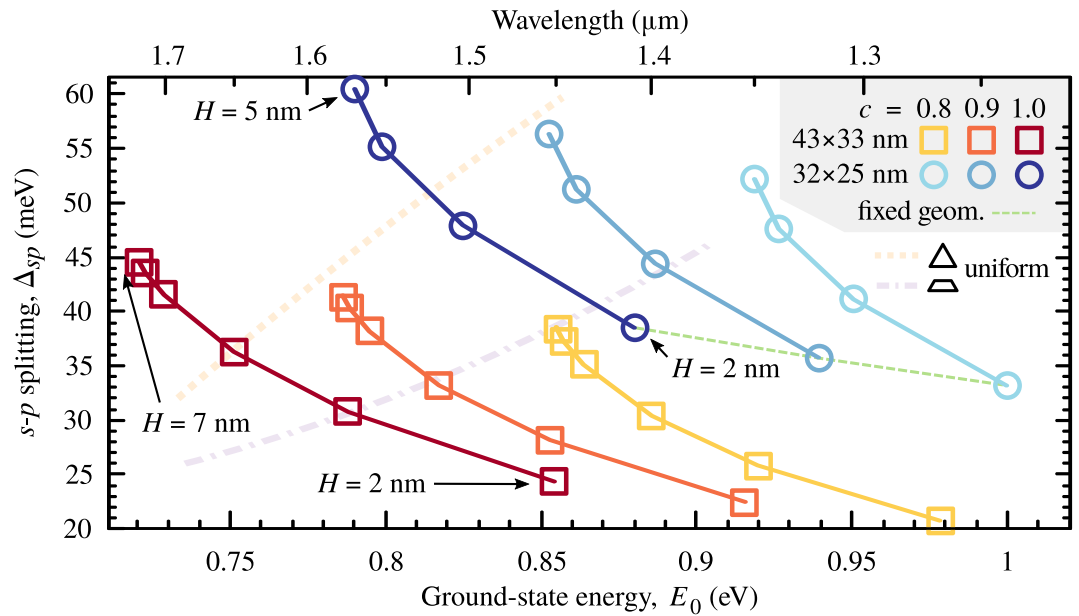 Wavelength (μm)
1.7 1.6 1.5 1.4 1.3
60
55
50
45
40
35
30
25
20
s-p splitting, Δsp (meV)
H = 5 nm
c = 0.8 0.9 1.0
43×33 nm
32×25 nm
fixed geom.
uniform
H = 2 nm
H = 7 nm
H = 2 nm
0.75 0.8 0.85 0.9 0.95 1
Ground-state energy, E0 (eV)